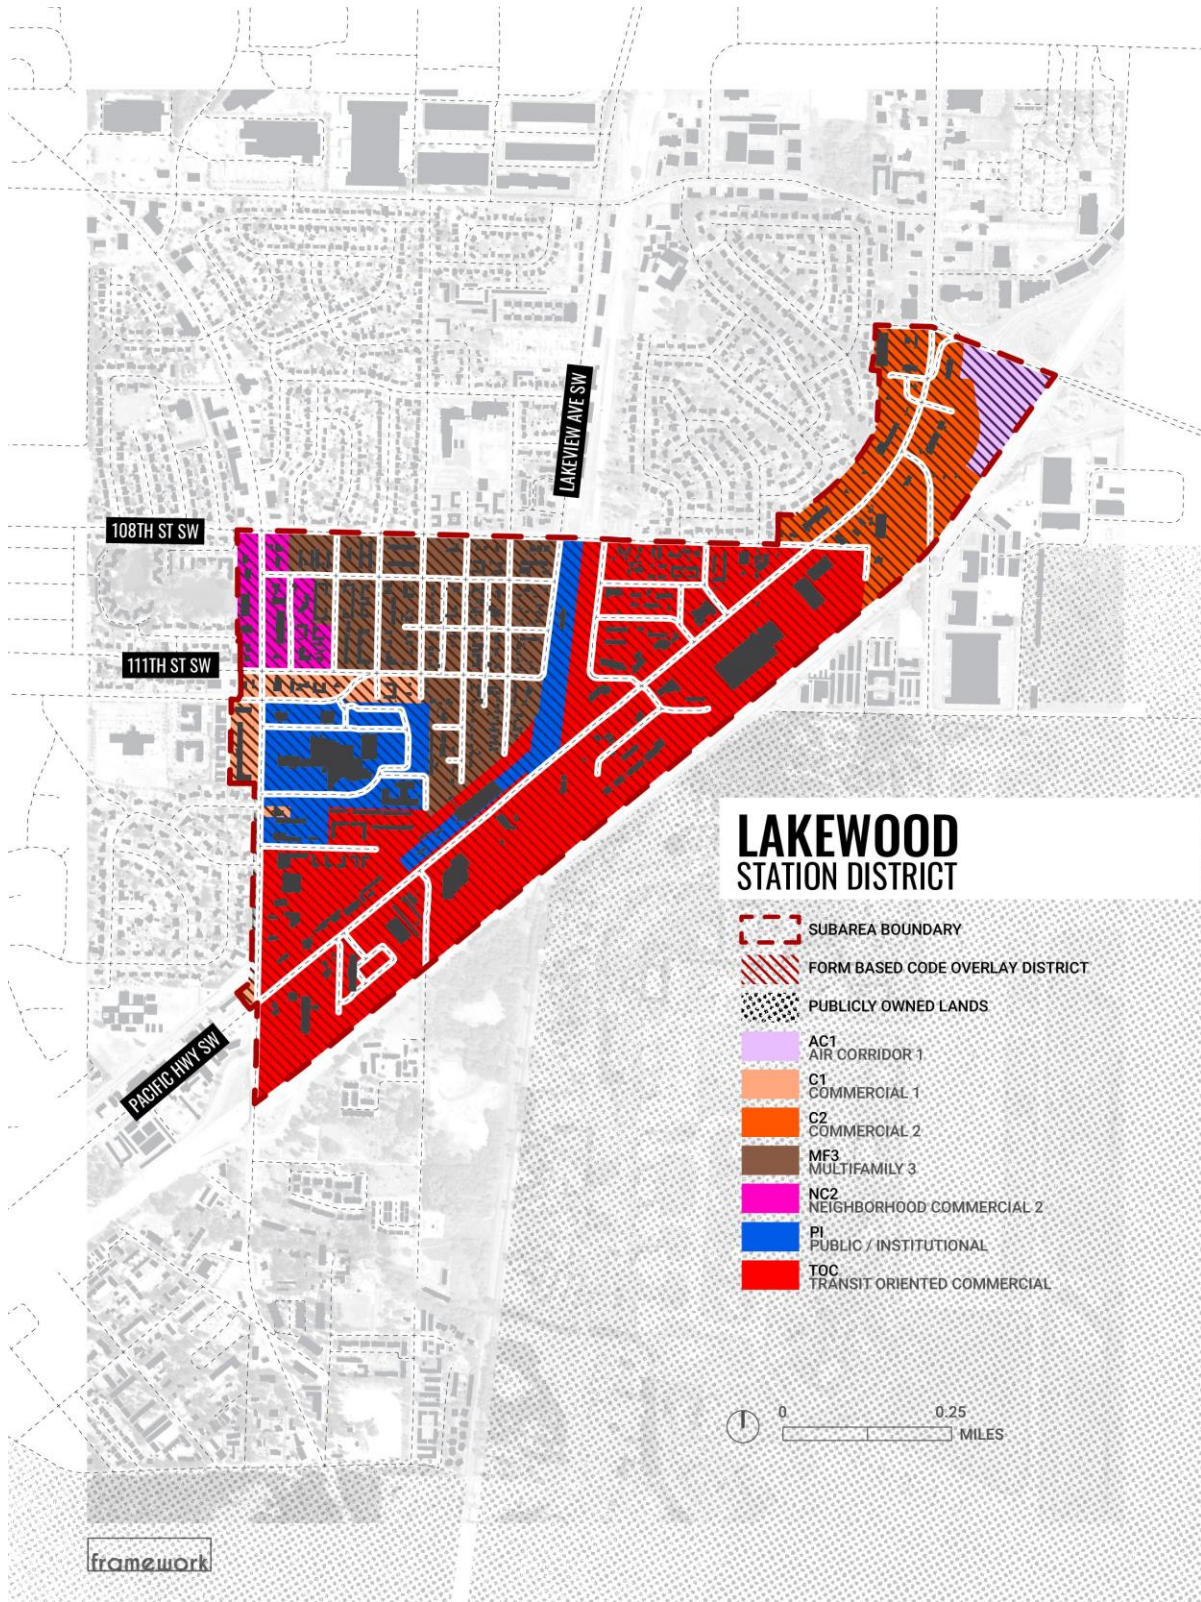 LAKEVIEW AVE SW
108TH ST SW
111TH ST SW
PACIFIC HWY SW
LAKEWOOD
STATION DISTRICT
SUBAREA BOUNDARY
FORM BASED CODE OVERLAY DISTRICT
PUBLICLY OWNED LANDS
AC1
AIR CORRIDOR 1
C1
COMMERCIAL 1
C2
COMMERCIAL 2
MF3
MULTIFAMILY 3
NC2
NEIGHBORHOOD COMMERCIAL 2
PI
PUBLIC / INSTITUTIONAL
TOC
TRANSIT ORIENTED COMMERCIAL
0 0.25
MILES
framework